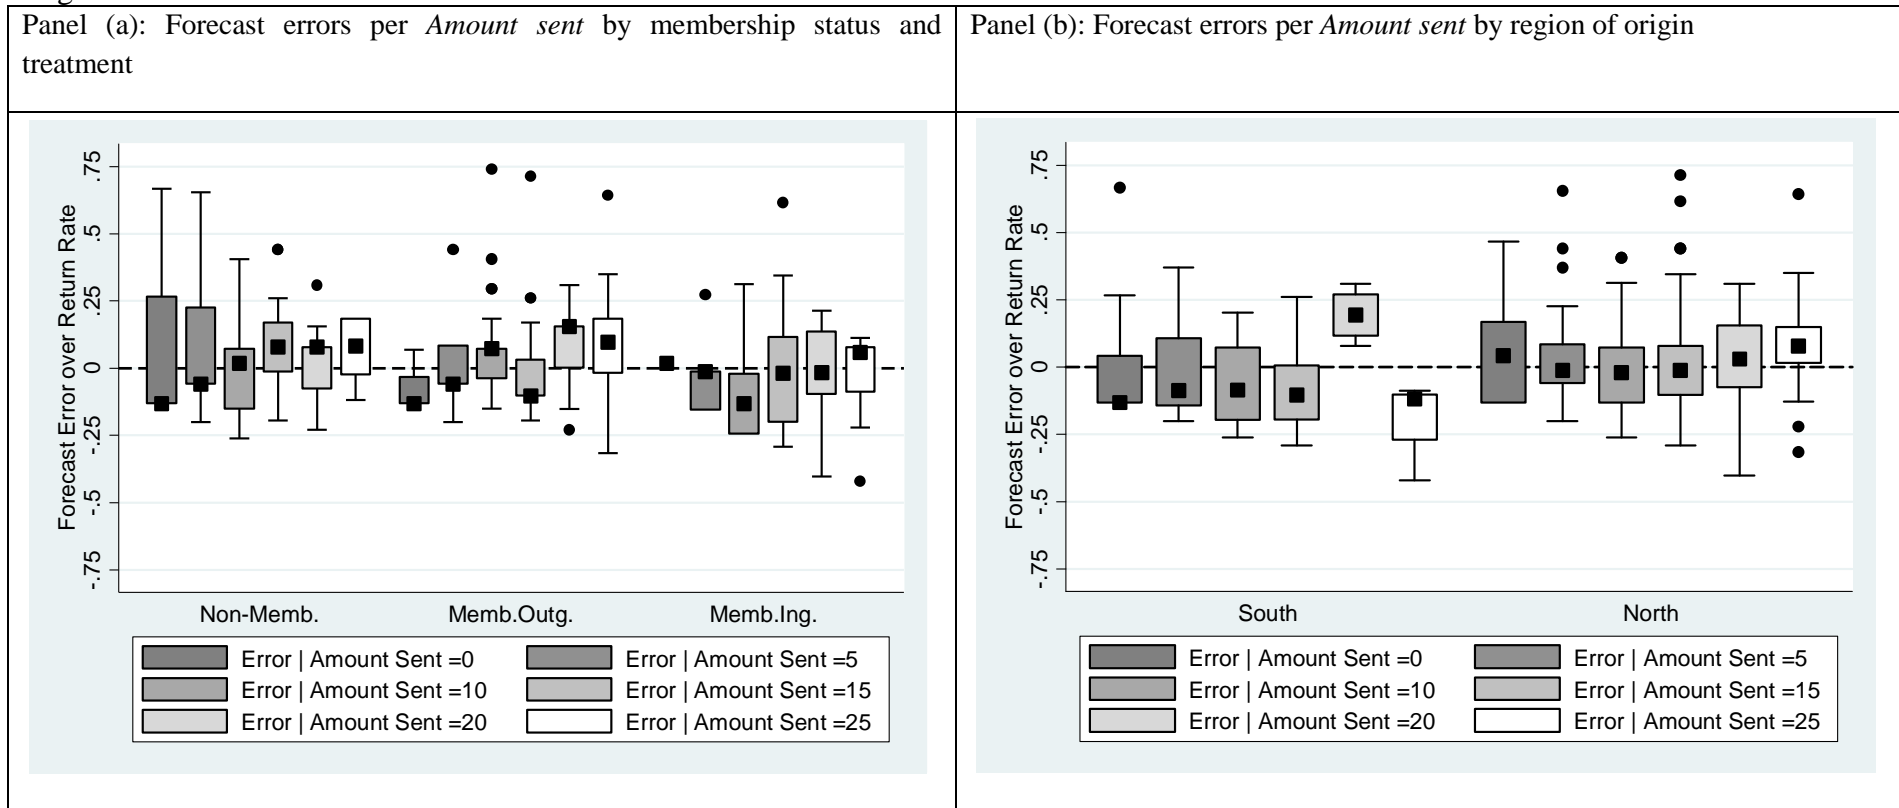 Panel (a): Forecast errors per Amount sent by membership status and
treatment
Panel (b): Forecast errors per Amount sent by region of origin
Forecast Error over Return Rate
.75
.5
.25
0
-.25
-.5
-.75
Non-Memb. Memb.Outg. Memb.Ing.
Error | Amount Sent =0 Error | Amount Sent =5
Error | Amount Sent =10 Error | Amount Sent =15
Error | Amount Sent =20 Error | Amount Sent =25
Forecast Error over Return Rate
.75
.5
.25
0
-.25
-.5
-.75
South North
Error | Amount Sent =0 Error | Amount Sent =5
Error | Amount Sent =10 Error | Amount Sent =15
Error | Amount Sent =20 Error | Amount Sent =25